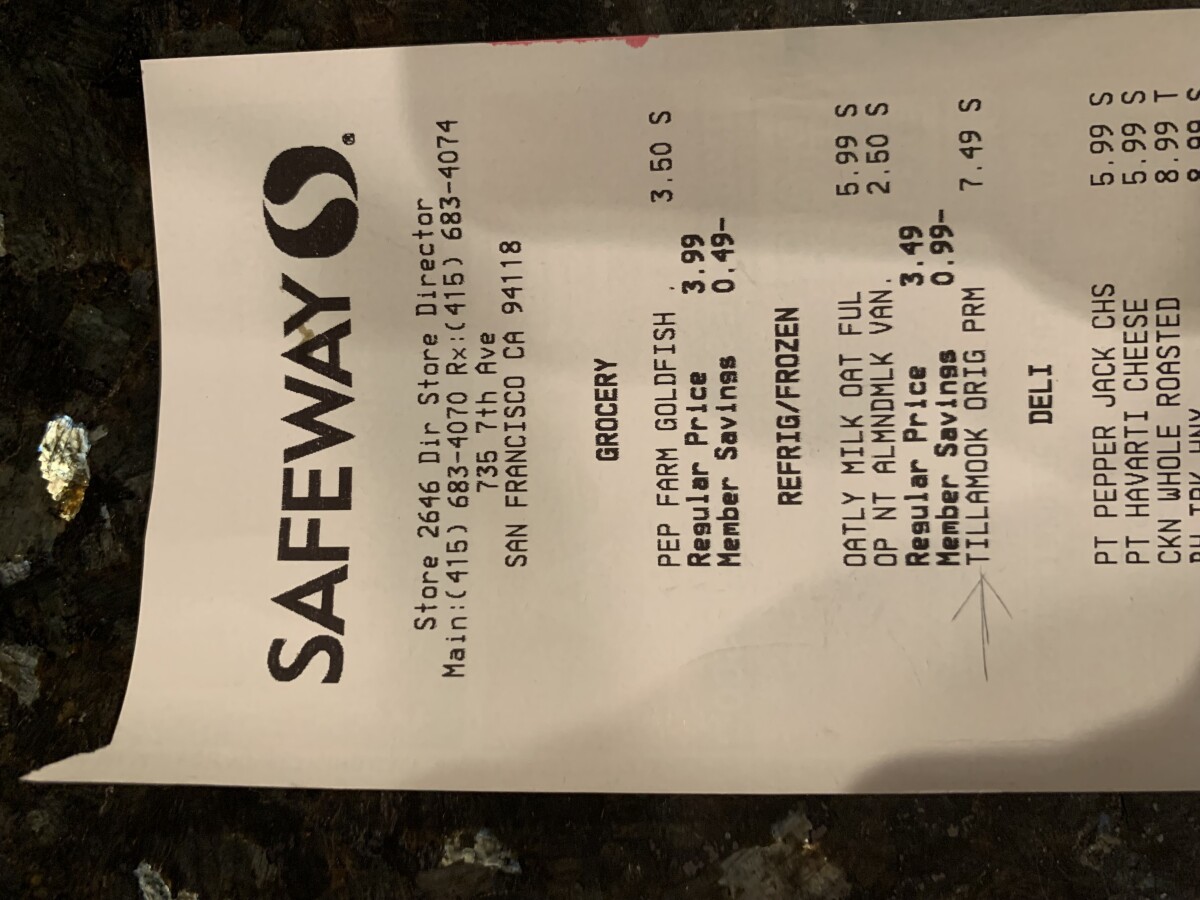 SAFEWAY ®
Store 2646 Dir Store Director
Main:(415) 683-4070 Rx:(415) 683-4074
735 7th Ave
SAN FRANCISCO CA 94118
GROCERY
PEP FARM GOLDFISH 3.50 S
Regular Price 3.99
Member Savings 0.49-
REFRIG/FROZEN
OATLY MILK OAT FUL 5.99 S
OP NT ALMNDMLK VAN. 2.50 S
Regular Price 3.49
Member Savings 0.99-
TILLAMOOK ORIG PRM 7.49 S
DELI
PT PEPPER JACK CHS 5.99 S
PT HAVARTI CHEESE 5.99 S
CKN WHOLE ROASTED 8.99 T